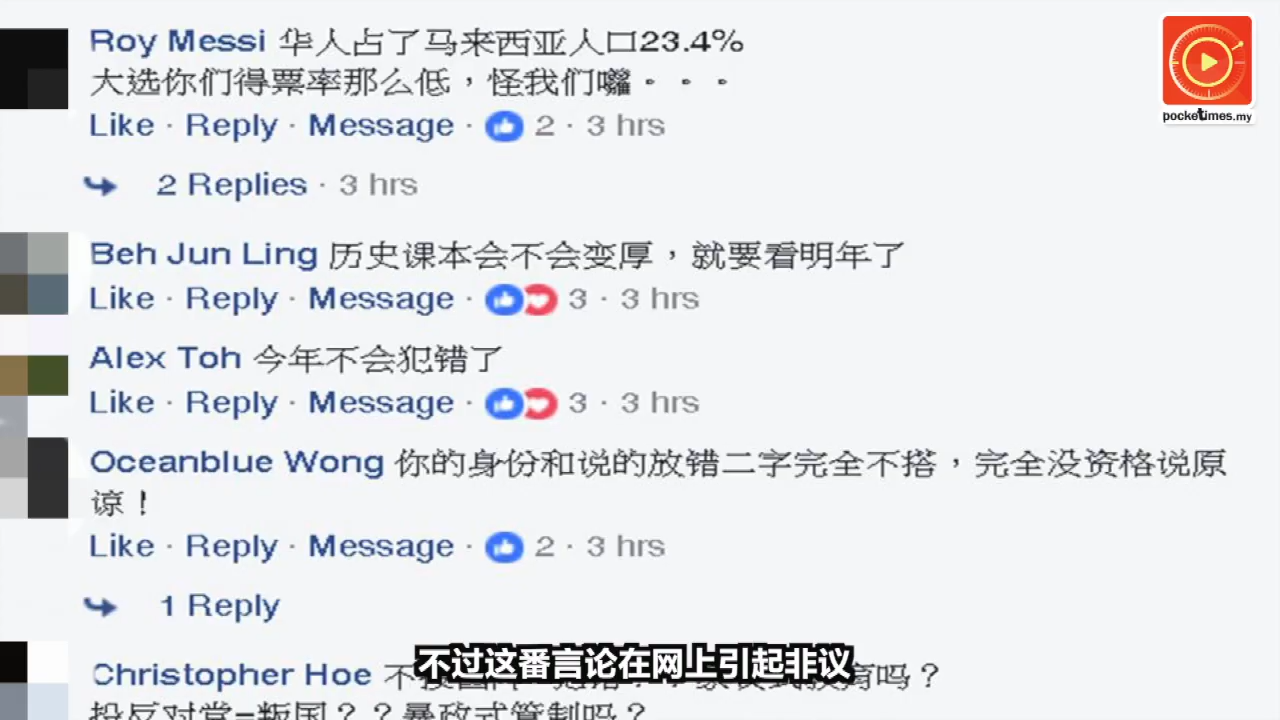 Roy Messi 华人占了马来西亚人口23.4%
大选你们得票率那么低，怪我们囉。。。
Like · Reply · Message · 2 · 3 hrs
2 Replies · 3 hrs
Beh Jun Ling 历史课本会不会变厚，就要看明年了
Like · Reply · Message · 3 · 3 hrs
Alex Toh 今年不会犯错了
Like · Reply · Message · 3 · 3 hrs
Oceanblue Wong 你的身份和说的放错二字完全不搭，完全没资格说原
谅！
Like · Reply · Message · 2 · 3 hrs
1 Reply
Christopher Hoe 不 吗？
投反对党=叛国？？暴政式管制吗？
不过这番言论在网上引起非议
pocketimes.my